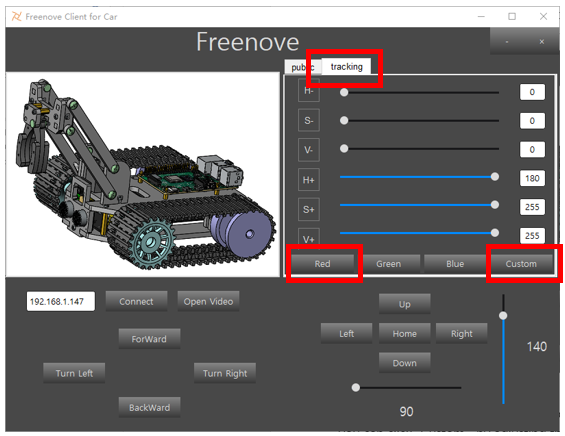 Freenove Client for Car
Freenove
- ×
public tracking
H- 0
S- 0
V- 0
H+ 180
S+ 255
V+ 255
Red Green Blue Custom
192.168.1.147 Connect Open Video
Up
ForWard
Left Home Right
140
Down
Turn Left Turn Right
BackWard
90